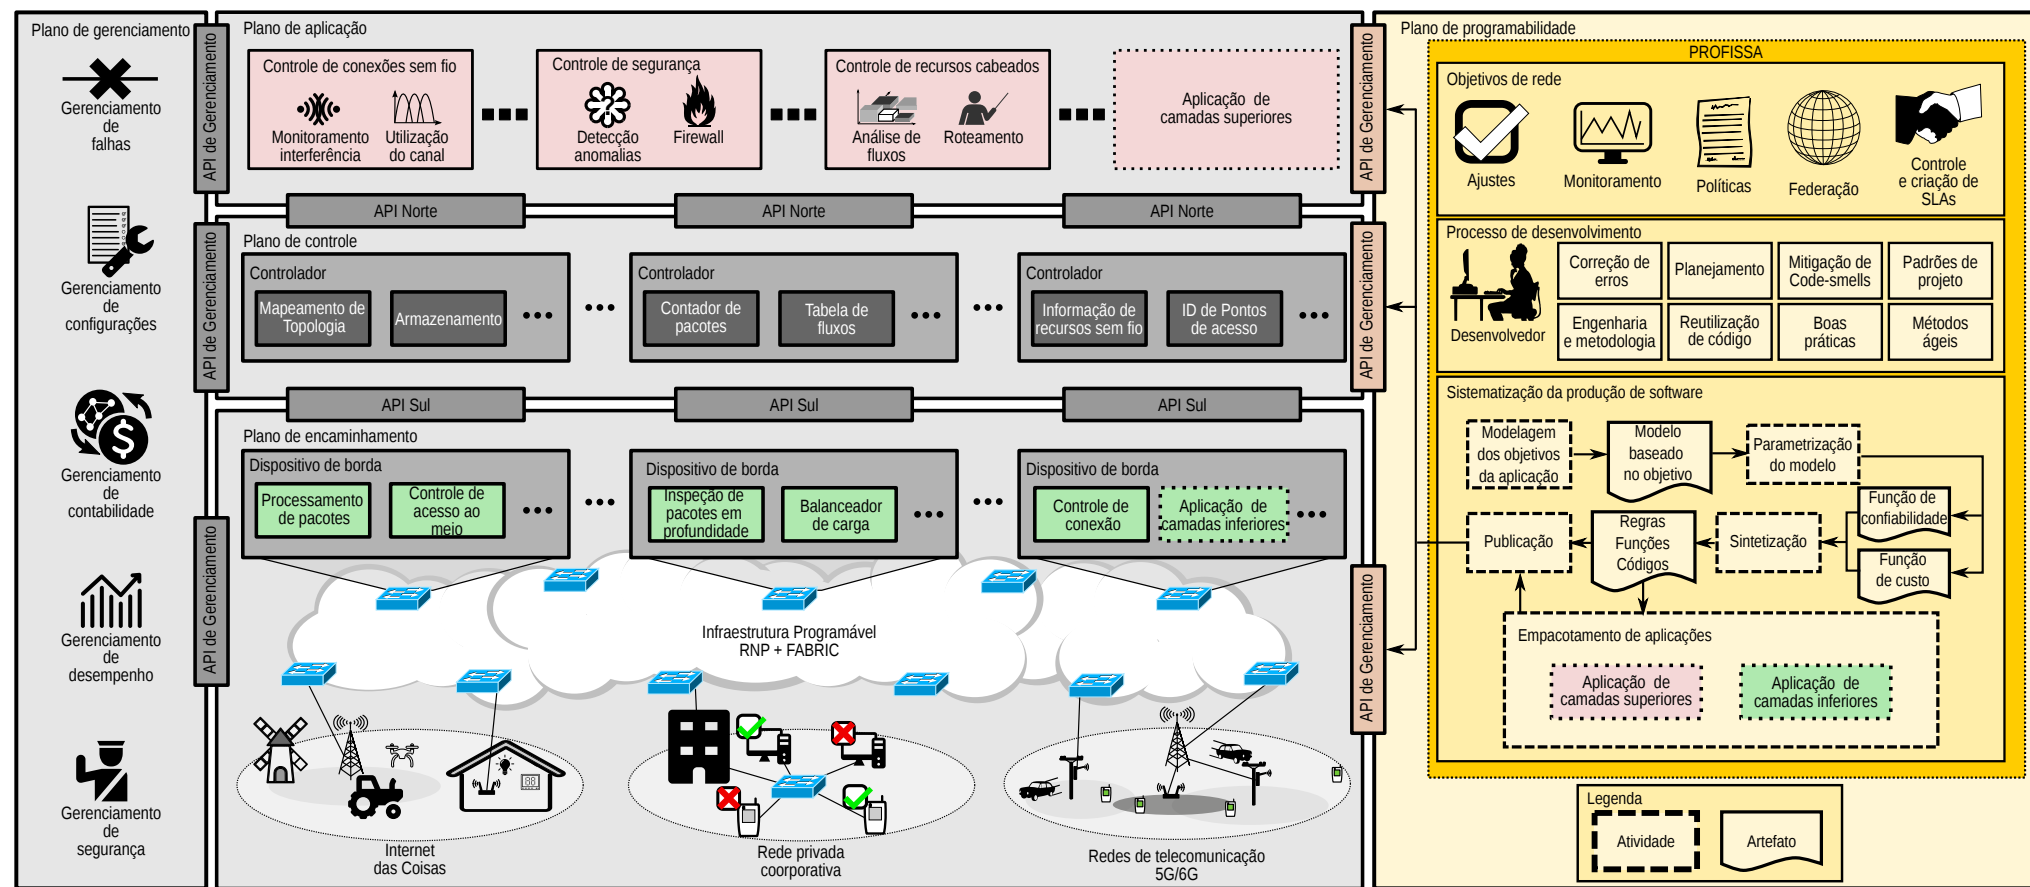 Plano de gerenciamento
Gerenciamento
de
falhas
Gerenciamento
de
configurações
Gerenciamento
de
contabilidade
Gerenciamento
de
desempenho
Gerenciamento
de
segurança
API de Gerenciamento
API de Gerenciamento
API de Gerenciamento
Plano de aplicação
Controle de conexões sem fio
Monitoramento
interferência
Utilização
do canal
Controle de segurança
?
Detecção
anomalias
Firewall
Controle de recursos cabeados
Análise de
fluxos
Roteamento
Aplicação de
camadas superiores
API Norte
API Norte
API Norte
Plano de controle
Controlador
Mapeamento de
Topologia
Armazenamento
Controlador
Contador de
pacotes
Tabela de
fluxos
Controlador
Informação de
recursos sem fio
ID de Pontos
de acesso
API Sul
API Sul
API Sul
Plano de encaminhamento
Dispositivo de borda
Processamento
de pacotes
Controle de
acesso ao
meio
Dispositivo de borda
Inspeção de
pacotes em
profundidade
Balanceador
de carga
Dispositivo de borda
Controle de
conexão
Aplicação de
camadas inferiores
Infraestrutura Programável
RNP + FABRIC
Internet
das Coisas
Rede privada
coorporativa
Redes de telecomunicação
5G/6G
API de Gerenciamento
API de Gerenciamento
API de Gerenciamento
Plano de programabilidade
PROFISSA
Objetivos de rede
Ajustes
Monitoramento
Políticas
Federação
Controle
e criação de
SLAs
Processo de desenvolvimento
Desenvolvedor
Correção de
erros
Planejamento
Mitigação de
Code-smells
Padrões de
projeto
Engenharia
e metodologia
Reutilização
de código
Boas
práticas
Métodos
ágeis
Sistematização da produção de software
Modelagem
dos objetivos
da aplicação
Modelo
baseado
no objetivo
Parametrização
do modelo
Função de
confiabilidade
Função
de custo
Sintetização
Regras
Funções
Códigos
Publicação
Empacotamento de aplicações
Aplicação de
camadas superiores
Aplicação de
camadas inferiores
Legenda
Atividade
Artefato